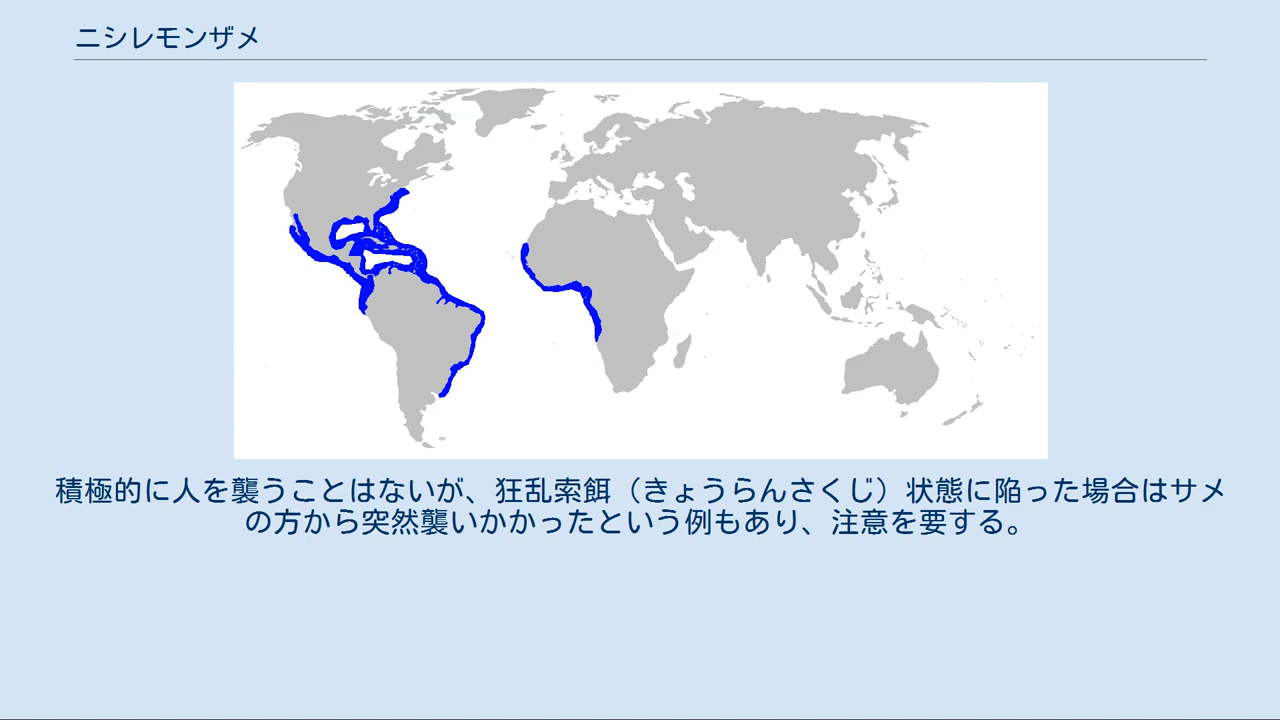 ニシレモンザメ
積極的に人を襲うことはないが、狂乱索餌（きょうらんさくじ）状態に陥った場合はサメ
の方から突然襲いかかったという例もあり、注意を要する。